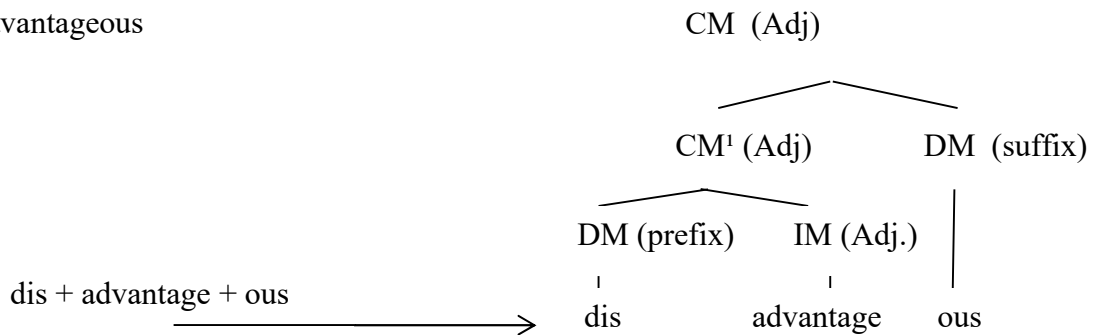 vantageous CM (Adj)
CM¹ (Adj) DM (suffix)
DM (prefix) IM (Adj.)
dis + advantage + ous
dis advantage ous